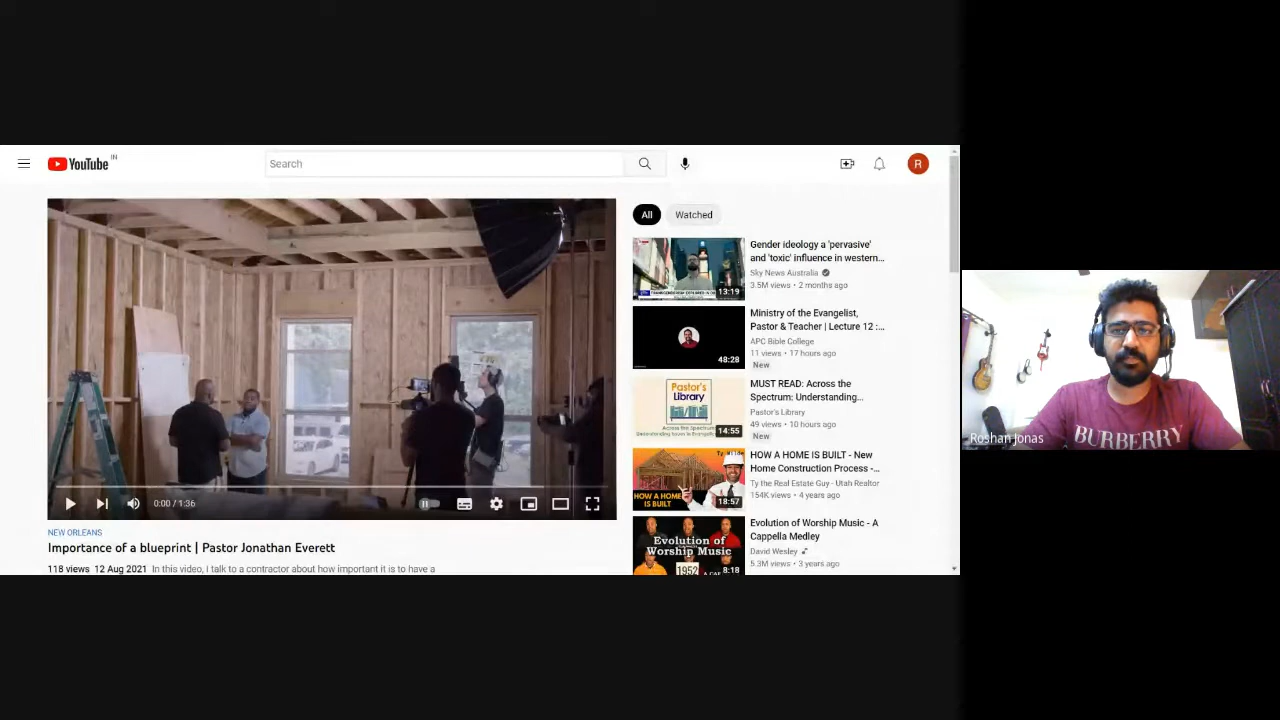 YouTube IN
Search
R
All
Watched
0:00 / 1:36
NEW ORLEANS
Importance of a blueprint | Pastor Jonathan Everett
118 views 12 Aug 2021 In this video, I talk to a contractor about how important it is to have a
13:19
Gender ideology a 'pervasive'
and 'toxic' influence in western...
Sky News Australia
3.5M views • 2 months ago
48:28
Ministry of the Evangelist,
Pastor & Teacher | Lecture 12 :...
APC Bible College
11 views • 17 hours ago
New
Pastor's
Library
Across the Spectrum:
14:55
MUST READ: Across the
Spectrum: Understanding...
Pastor's Library
49 views • 10 hours ago
New
HOW A HOME
IS BUILT
18:57
HOW A HOME IS BUILT - New
Home Construction Process -...
Ty the Real Estate Guy - Utah Realtor
154K views • 4 years ago
Evolution of
Worship Music
1952
8:18
Evolution of Worship Music - A
Cappella Medley
David Wesley
5.3M views • 3 years ago
BURBERRY
Roshan Jonas